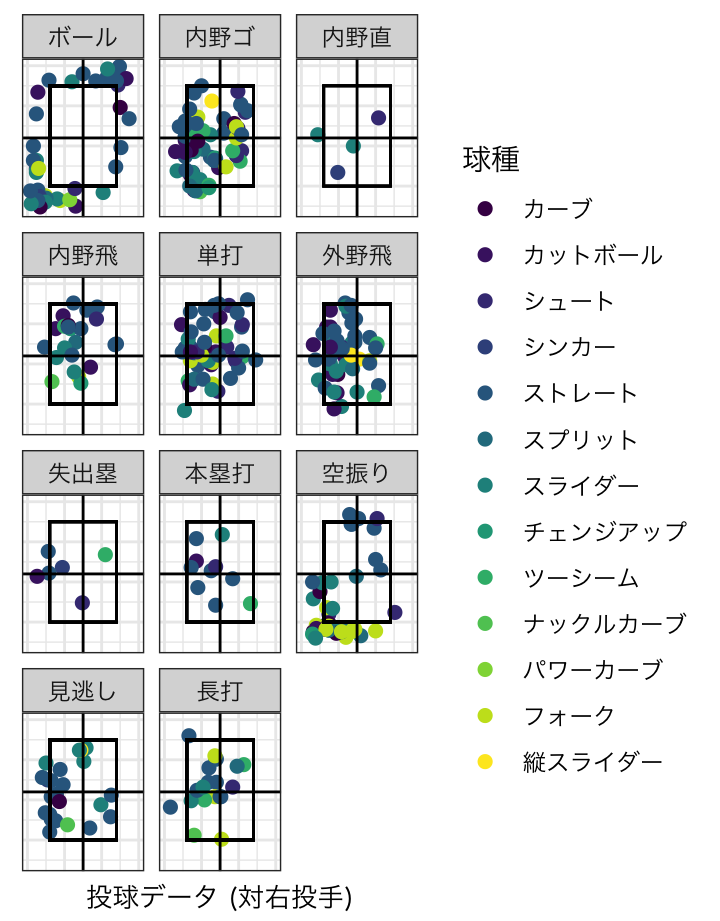 ボール
内野ゴ
内野直
内野飛
単打
外野飛
失出塁
本塁打
空振り
見逃し
長打
球種
カーブ
カットボール
シュート
シンカー
ストレート
スプリット
スライダー
チェンジアップ
ツーシーム
ナックルカーブ
パワーカーブ
フォーク
縦スライダー
投球データ (対右投手)